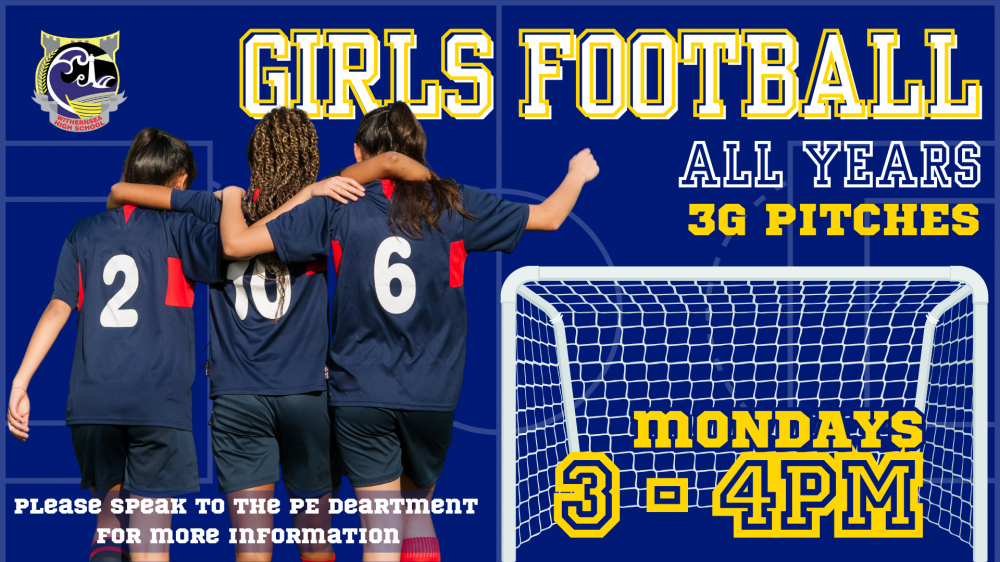 WITHERNSEA
HIGH SCHOOL
GIRLS FOOTBALL
ALL YEARS
3G PITCHES
2
10
6
MONDAYS
3 - 4PM
PLEASE SPEAK TO THE PE DEARTMENT
FOR MORE INFORMATION